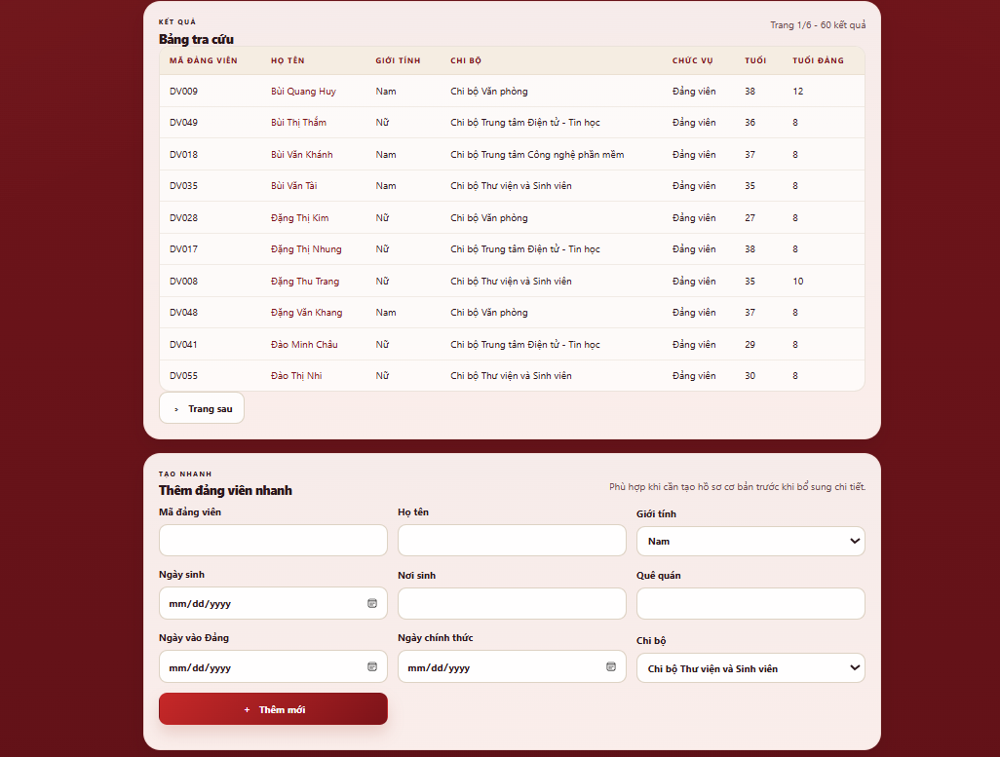 KẾT QUẢ
Bảng tra cứu
Trang 1/6 - 60 kết quả
MÃ ĐẢNG VIÊN HỌ TÊN GIỚI TÍNH CHI BỘ CHỨC VỤ TUỔI TUỔI ĐẢNG
DV009 Bùi Quang Huy Nam Chi bộ Văn phòng Đảng viên 38 12
DV049 Bùi Thị Thắm Nữ Chi bộ Trung tâm Điện tử - Tin học Đảng viên 36 8
DV018 Bùi Văn Khánh Nam Chi bộ Trung tâm Công nghệ phần mềm Đảng viên 37 8
DV035 Bùi Văn Tài Nam Chi bộ Thư viện và Sinh viên Đảng viên 35 8
DV028 Đặng Thị Kim Nữ Chi bộ Văn phòng Đảng viên 27 8
DV017 Đặng Thị Nhung Nữ Chi bộ Trung tâm Điện tử - Tin học Đảng viên 38 8
DV008 Đặng Thu Trang Nữ Chi bộ Thư viện và Sinh viên Đảng viên 35 10
DV048 Đặng Văn Khang Nam Chi bộ Văn phòng Đảng viên 37 8
DV041 Đào Minh Châu Nữ Chi bộ Trung tâm Điện tử - Tin học Đảng viên 29 8
DV055 Đào Thị Nhi Nữ Chi bộ Thư viện và Sinh viên Đảng viên 30 8
> Trang sau
TẠO NHANH
Thêm đảng viên nhanh
Phù hợp khi cần tạo hồ sơ cơ bản trước khi bổ sung chi tiết.
Mã đảng viên Họ tên Giới tính
Nam
Ngày sinh Nơi sinh Quê quán
mm/dd/yyyy
Ngày vào Đảng Ngày chính thức Chi bộ
mm/dd/yyyy mm/dd/yyyy Chi bộ Thư viện và Sinh viên
+ Thêm mới